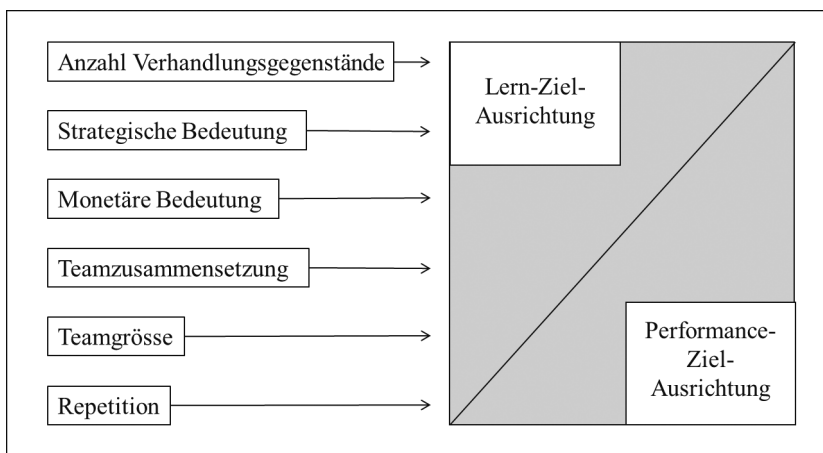 Anzahl Verhandlungsgegenstände
Strategische Bedeutung
Monetäre Bedeutung
Teamzusammensetzung
Teamgrösse
Repetition
Lern-Ziel-
Ausrichtung
Performance-
Ziel-
Ausrichtung